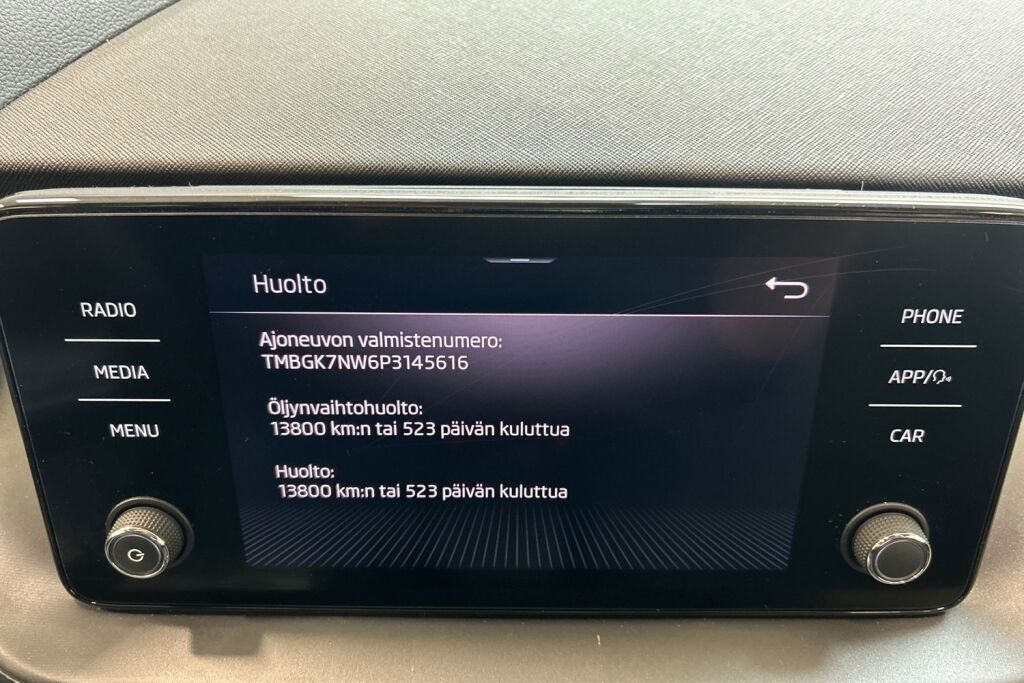 Huolto
RADIO
MEDIA
MENU
Ajoneuvon valmistenumero:
TMBGK7NW6P3145616
Öljynvaihtohuolto:
13800 km:n tai 523 päivän kuluttua
Huolto:
13800 km:n tai 523 päivän kuluttua
PHONE
APP/
CAR